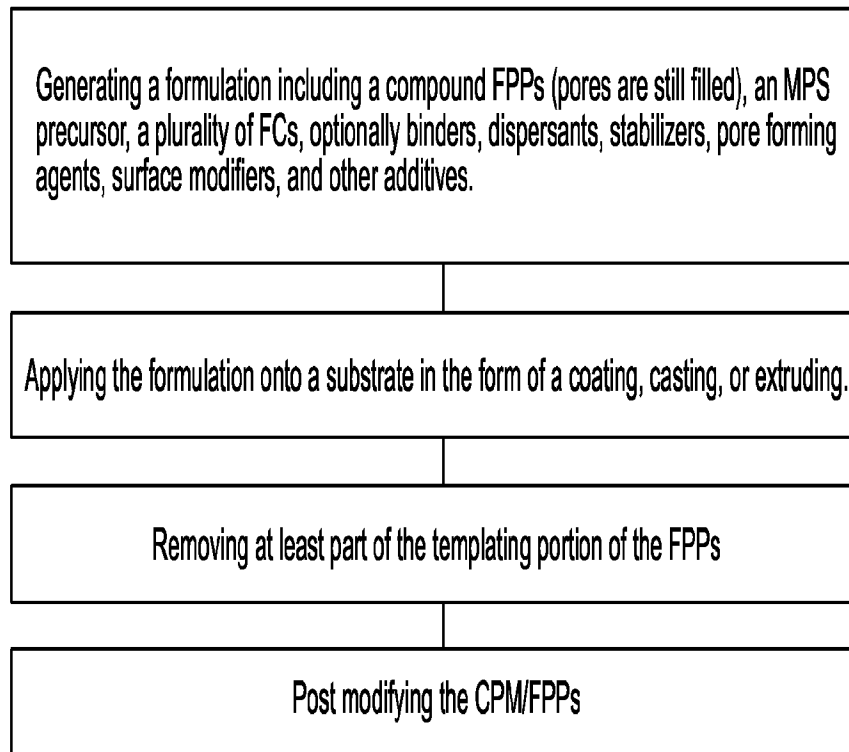 Generating a formulation including a compound FPPs (pores are still filled), an MPS
precursor, a plurality of FCs, optionally binders, dispersants, stabilizers, pore forming
agents, surface modifiers, and other additives.
Applying the formulation onto a substrate in the form of a coating, casting, or extruding.
Removing at least part of the templating portion of the FPPs
Post modifying the CPM/FPPs